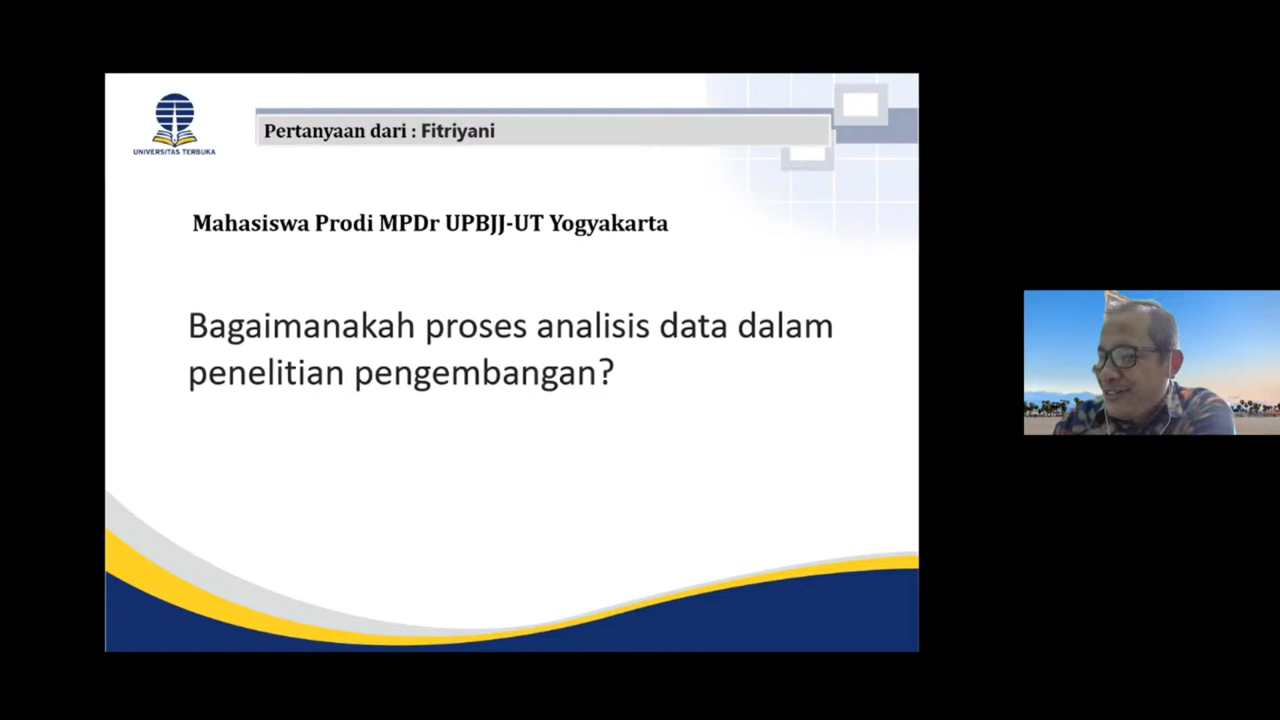 UNIVERSITAS TERBUKA
Pertanyaan dari : Fitriyani
Mahasiswa Prodi MPDr UPBJJ-UT Yogyakarta
Bagaimanakah proses analisis data dalam
penelitian pengembangan?